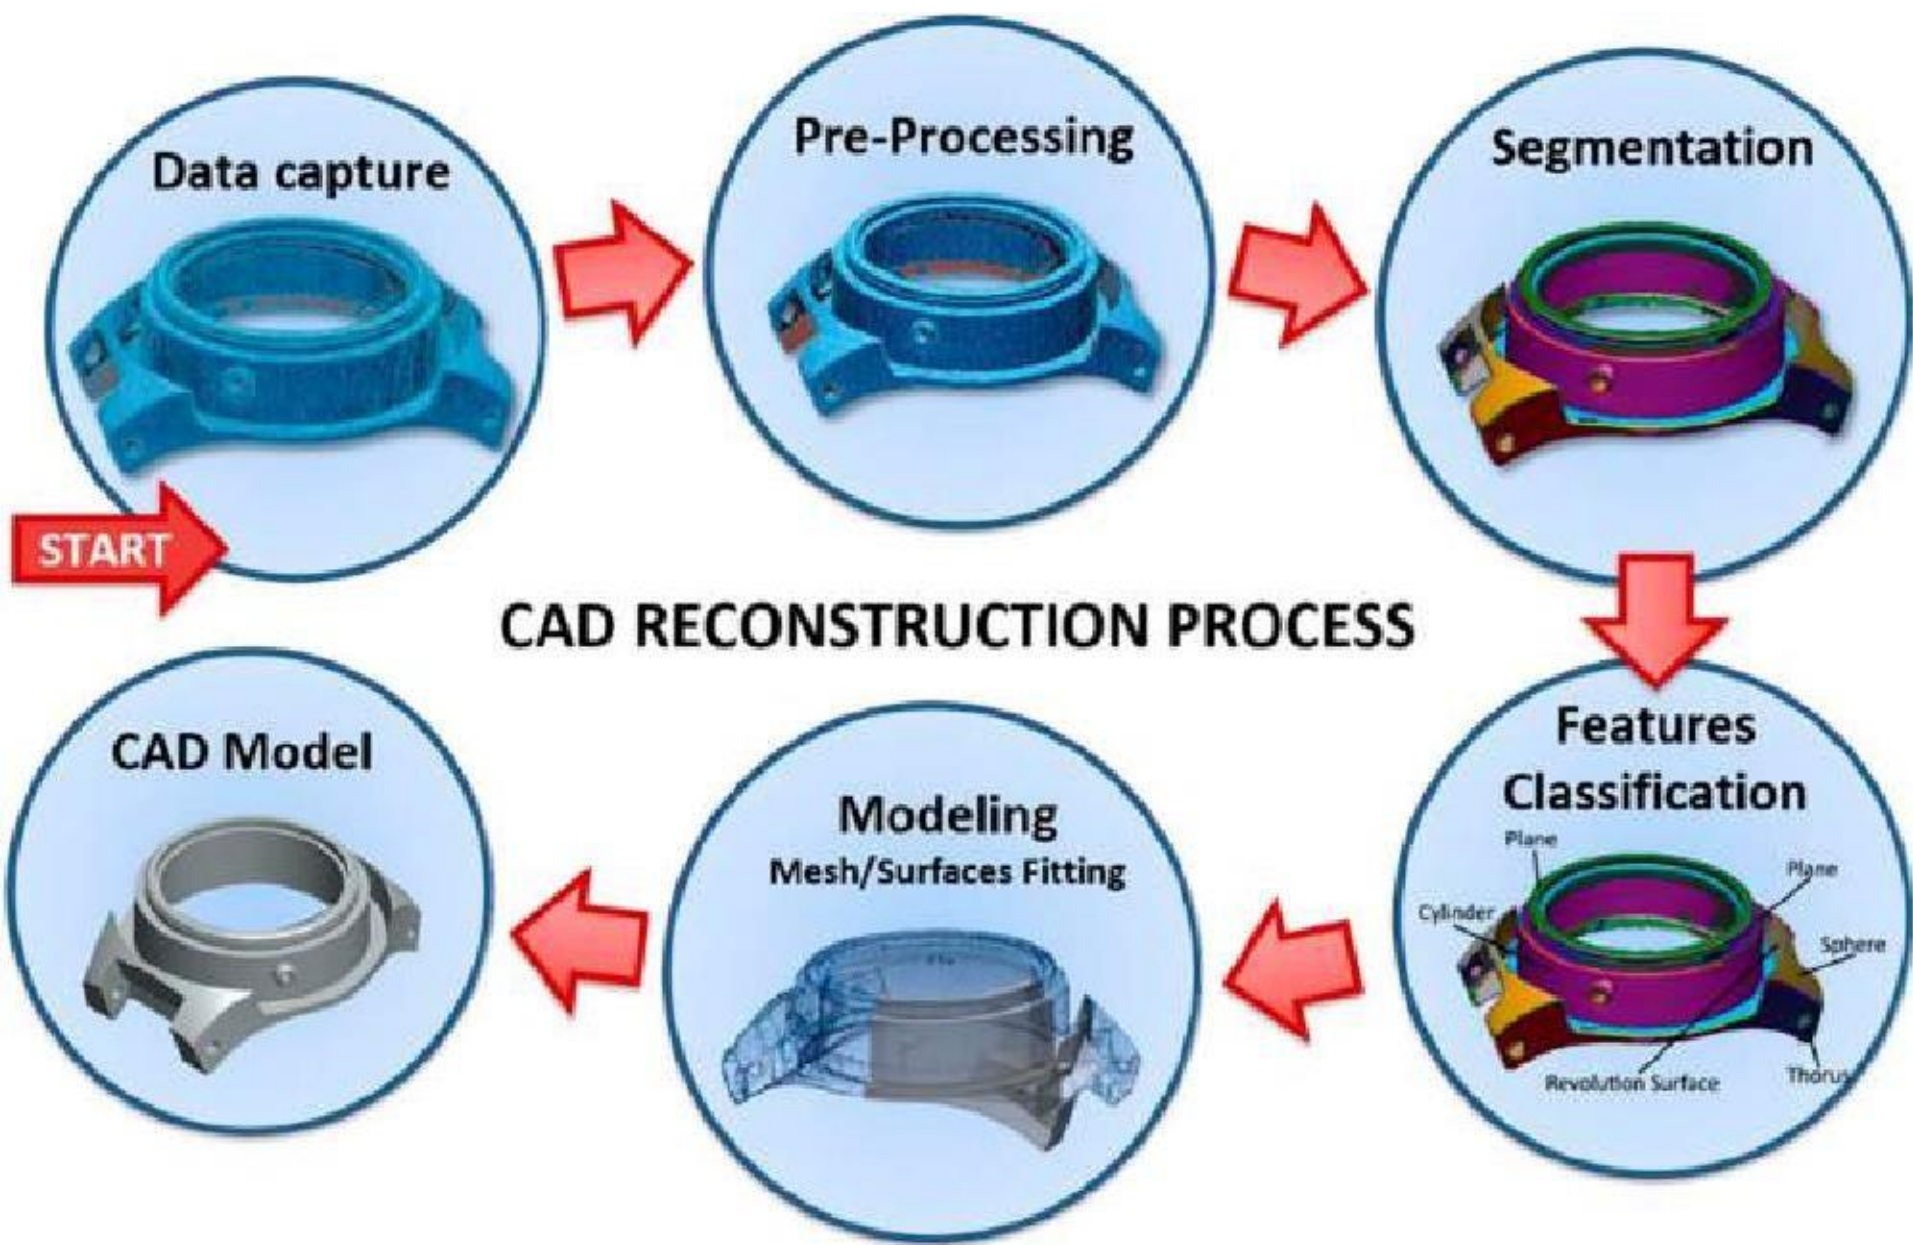 Data capture
Pre-Processing
Segmentation
START
CAD RECONSTRUCTION PROCESS
Features
Classification
Plane
Plane
Cylinder
Sphere
Revolution Surface
Thorus
Modeling
Mesh/Surfaces Fitting
CAD Model